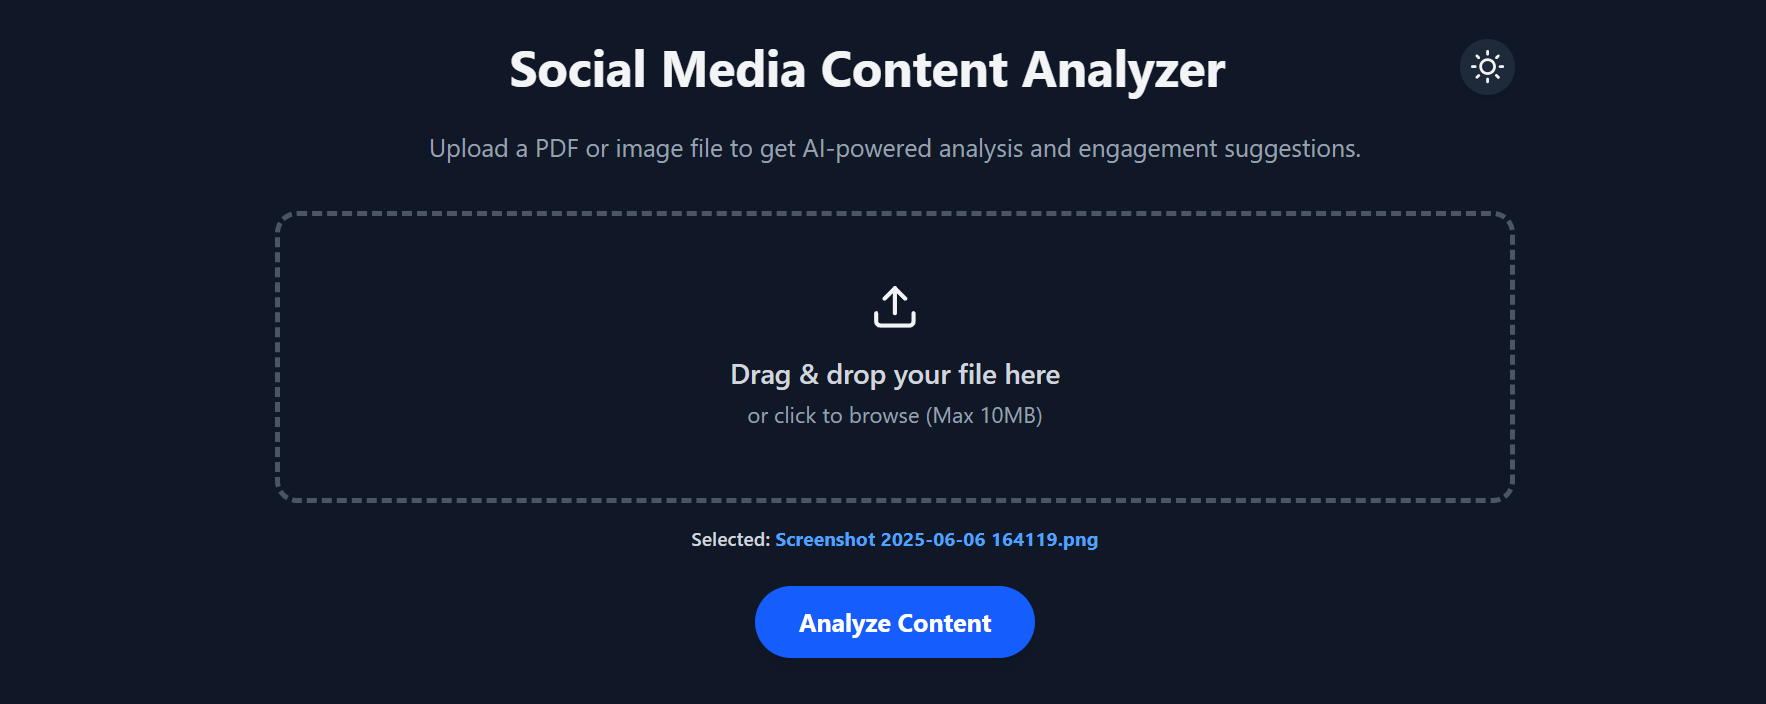 Social Media Content Analyzer
Upload a PDF or image file to get AI-powered analysis and engagement suggestions.
Drag & drop your file here
or click to browse (Max 10MB)
Selected: Screenshot 2025-06-06 164119.png
Analyze Content